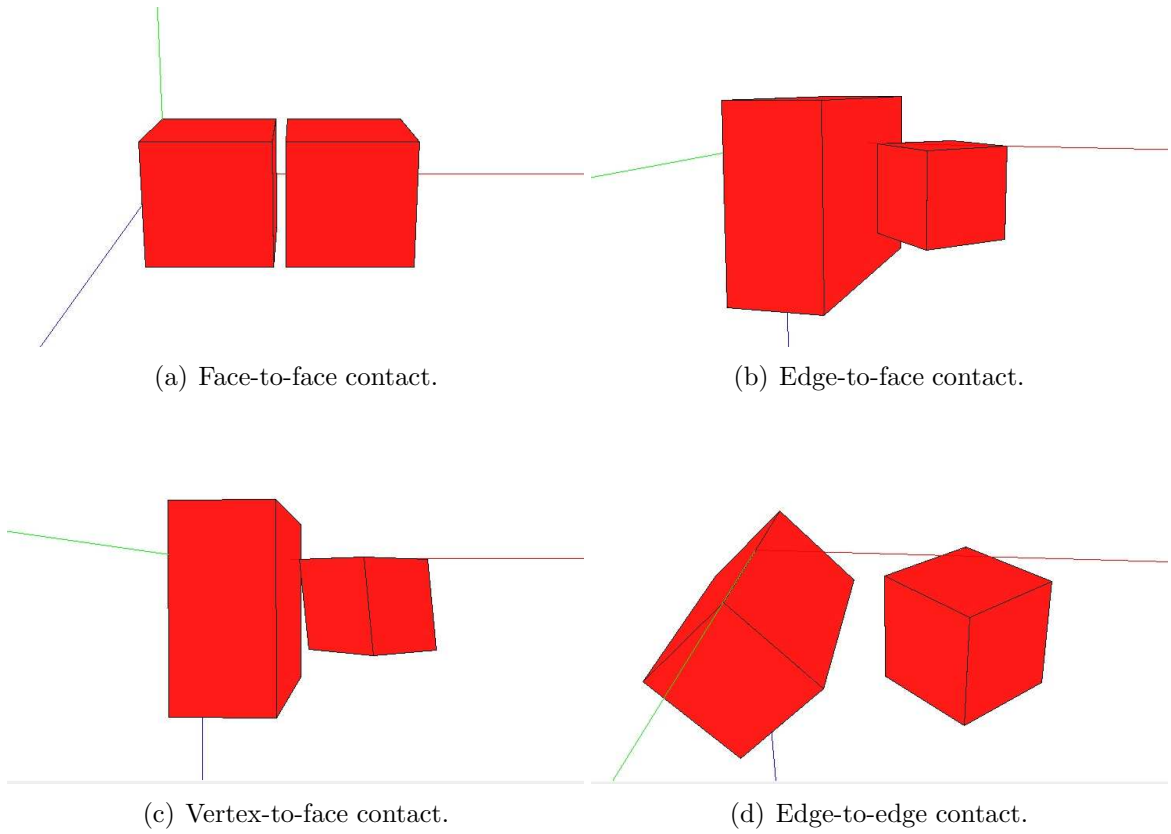 (a) Face-to-face contact.
(b) Edge-to-face contact.
(c) Vertex-to-face contact.
(d) Edge-to-edge contact.